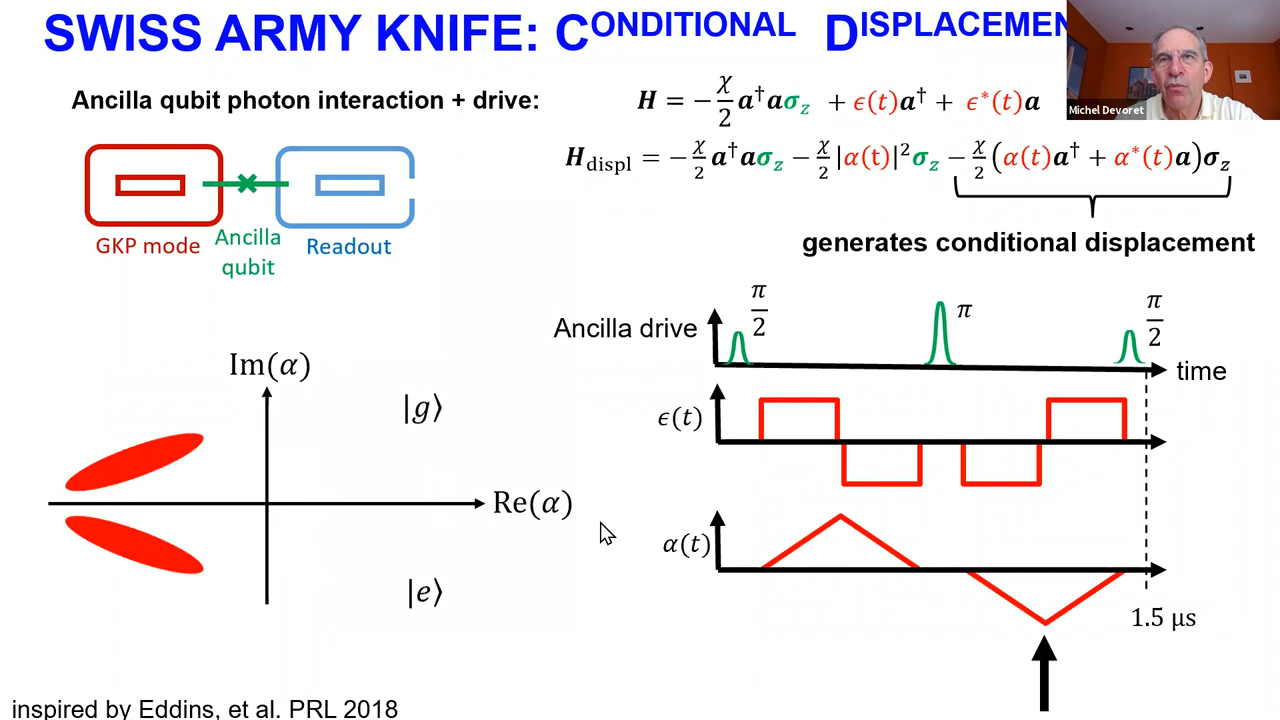 SWISS ARMY KNIFE: CONDITIONAL DISPLACEMEN
Michel Devoret
Ancilla qubit photon interaction + drive:
H = −χ/2 a†aσz + ϵ(t)a† + ϵ*(t)a
Hdispl = −χ/2 a†aσz − χ/2 |α(t)|²σz − χ/2 (α(t)a† + α*(t)a)σz
generates conditional displacement
GKP mode
Ancilla
qubit
Readout
Ancilla drive
π/2
π
π/2
time
ϵ(t)
α(t)
1.5 μs
Im(α)
|g⟩
Re(α)
|e⟩
inspired by Eddins, et al. PRL 2018